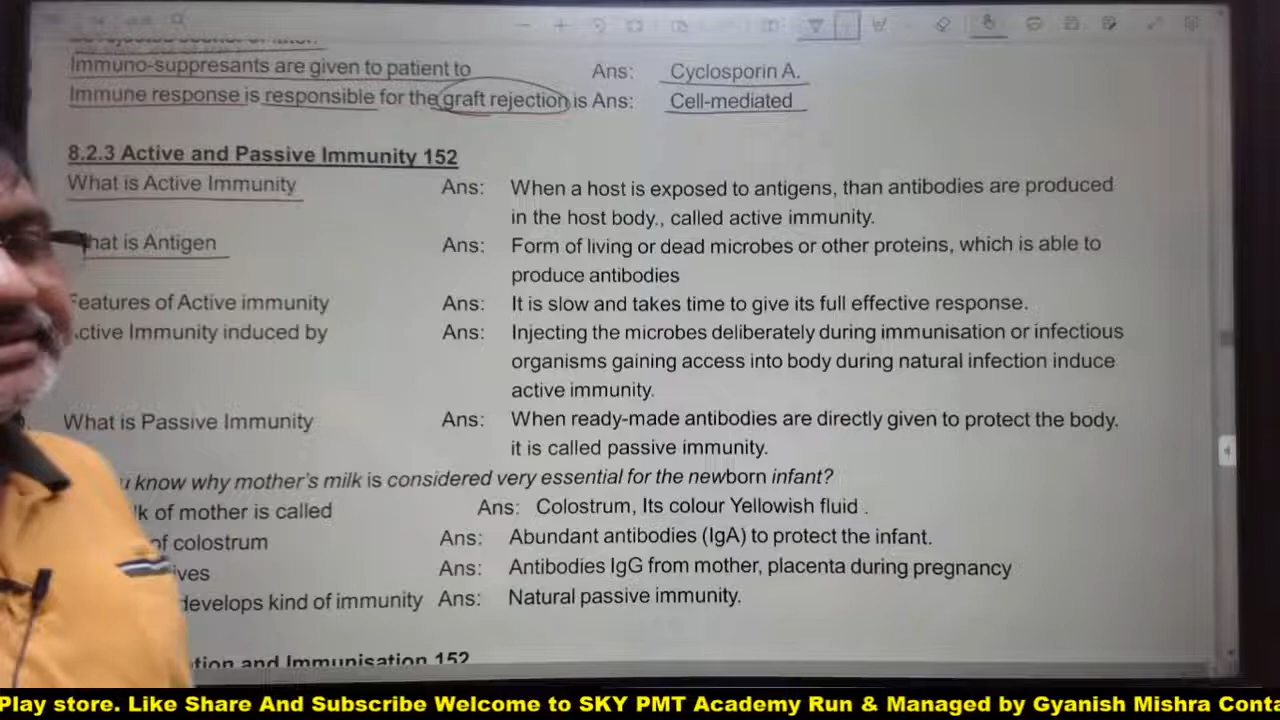 Immuno-suppresants are given to patient to Ans: Cyclosporin A.
Immune response is responsible for the graft rejection is Ans: Cell-mediated
8.2.3 Active and Passive Immunity 152
What is Active Immunity Ans: When a host is exposed to antigens, than antibodies are produced
in the host body., called active immunity.
hat is Antigen Ans: Form of living or dead microbes or other proteins, which is able to
produce antibodies
Features of Active immunity Ans: It is slow and takes time to give its full effective response.
ctive Immunity induced by Ans: Injecting the microbes deliberately during immunisation or infectious
organisms gaining access into body during natural infection induce
active immunity.
What is Passive Immunity Ans: When ready-made antibodies are directly given to protect the body.
it is called passive immunity.
u know why mother's milk is considered very essential for the newborn infant?
lk of mother is called Ans: Colostrum, Its colour Yellowish fluid .
of colostrum Ans: Abundant antibodies (IgA) to protect the infant.
ives Ans: Antibodies IgG from mother, placenta during pregnancy
develops kind of immunity Ans: Natural passive immunity.
tion and Immunisation 152
Play store. Like Share And Subscribe Welcome to SKY PMT Academy Run & Managed by Gyanish Mishra Conta